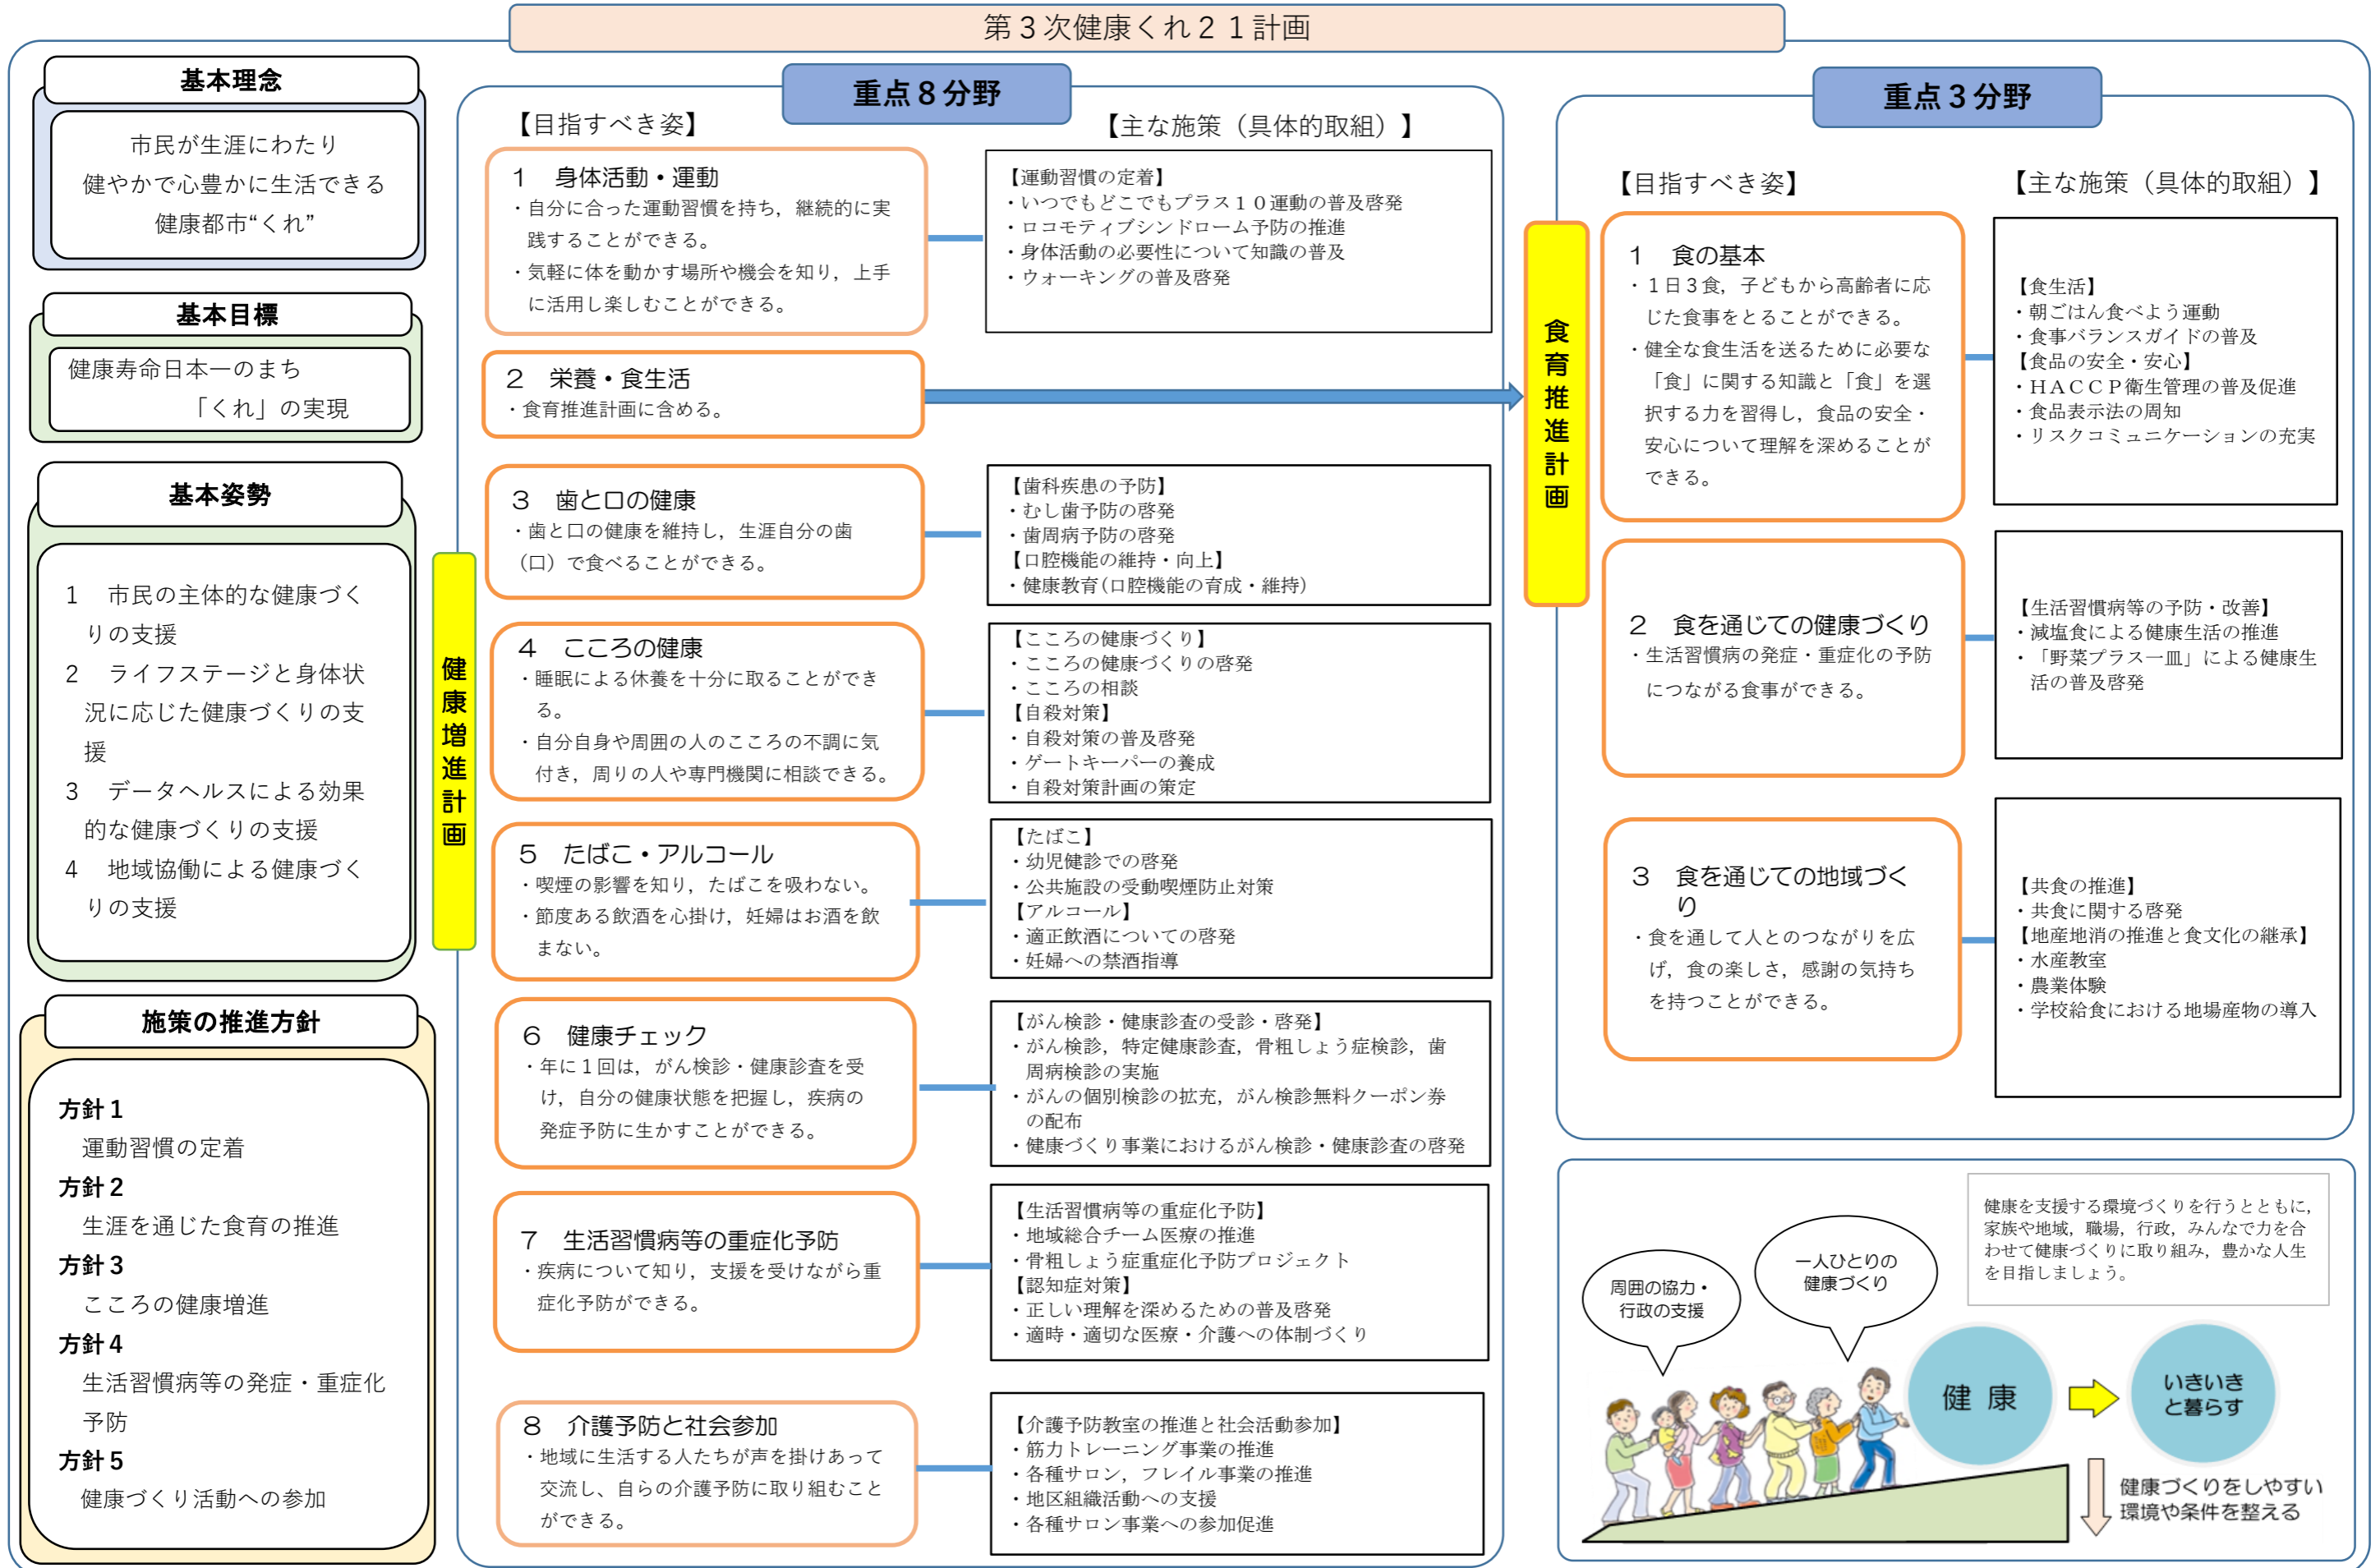 第３次健康くれ２１計画
基本理念
市民が生涯にわたり
健やかで心豊かに生活できる
健康都市“くれ”
基本目標
健康寿命日本一のまち
「くれ」の実現
基本姿勢
1　市民の主体的な健康づく
りの支援
2　ライフステージと身体状
況に応じた健康づくりの支
援
3　データヘルスによる効果
的な健康づくりの支援
4　地域協働による健康づく
りの支援
施策の推進方針
方針１
運動習慣の定着
方針２
生涯を通じた食育の推進
方針３
こころの健康増進
方針４
生活習慣病等の発症・重症化
予防
方針５
健康づくり活動への参加
健康増進計画
重点８分野
【目指すべき姿】
【主な施策（具体的取組）】
１　身体活動・運動
・自分に合った運動習慣を持ち，継続的に実
践することができる。
・気軽に体を動かす場所や機会を知り，上手
に活用し楽しむことができる。
【運動習慣の定着】
・いつでもどこでもプラス１０運動の普及啓発
・ロコモティブシンドローム予防の推進
・身体活動の必要性について知識の普及
・ウォーキングの普及啓発
２　栄養・食生活
・食育推進計画に含める。
３　歯と口の健康
・歯と口の健康を維持し，生涯自分の歯
（口）で食べることができる。
【歯科疾患の予防】
・むし歯予防の啓発
・歯周病予防の啓発
【口腔機能の維持・向上】
・健康教育(口腔機能の育成・維持)
４　こころの健康
・睡眠による休養を十分に取ることができ
る。
・自分自身や周囲の人のこころの不調に気
付き，周りの人や専門機関に相談できる。
【こころの健康づくり】
・こころの健康づくりの啓発
・こころの相談
【自殺対策】
・自殺対策の普及啓発
・ゲートキーパーの養成
・自殺対策計画の策定
５　たばこ・アルコール
・喫煙の影響を知り，たばこを吸わない。
・節度ある飲酒を心掛け，妊婦はお酒を飲
まない。
【たばこ】
・幼児健診での啓発
・公共施設の受動喫煙防止対策
【アルコール】
・適正飲酒についての啓発
・妊婦への禁酒指導
６　健康チェック
・年に１回は，がん検診・健康診査を受
け，自分の健康状態を把握し，疾病の
発症予防に生かすことができる。
【がん検診・健康診査の受診・啓発】
・がん検診，特定健康診査，骨粗しょう症検診，歯
周病検診の実施
・がんの個別検診の拡充，がん検診無料クーポン券
の配布
・健康づくり事業におけるがん検診・健康診査の啓発
７　生活習慣病等の重症化予防
・疾病について知り，支援を受けながら重
症化予防ができる。
【生活習慣病等の重症化予防】
・地域総合チーム医療の推進
・骨粗しょう症重症化予防プロジェクト
【認知症対策】
・正しい理解を深めるための普及啓発
・適時・適切な医療・介護への体制づくり
８　介護予防と社会参加
・地域に生活する人たちが声を掛けあって
交流し、自らの介護予防に取り組むこと
ができる。
【介護予防教室の推進と社会活動参加】
・筋力トレーニング事業の推進
・各種サロン，フレイル事業の推進
・地区組織活動への支援
・各種サロン事業への参加促進
食育推進計画
重点３分野
【目指すべき姿】
【主な施策（具体的取組）】
１　食の基本
・１日３食，子どもから高齢者に応
じた食事をとることができる。
・健全な食生活を送るために必要な
「食」に関する知識と「食」を選
択する力を習得し，食品の安全・
安心について理解を深めることが
できる。
【食生活】
・朝ごはん食べよう運動
・食事バランスガイドの普及
【食品の安全・安心】
・ＨＡＣＣＰ衛生管理の普及促進
・食品表示法の周知
・リスクコミュニケーションの充実
２　食を通じての健康づくり
・生活習慣病の発症・重症化の予防
につながる食事ができる。
【生活習慣病等の予防・改善】
・減塩食による健康生活の推進
・「野菜プラス一皿」による健康生
活の普及啓発
３　食を通じての地域づく
り
・食を通して人とのつながりを広
げ，食の楽しさ，感謝の気持ち
を持つことができる。
【共食の推進】
・共食に関する啓発
【地産地消の推進と食文化の継承】
・水産教室
・農業体験
・学校給食における地場産物の導入
健康を支援する環境づくりを行うとともに，
家族や地域，職場，行政，みんなで力を合
わせて健康づくりに取り組み，豊かな人生
を目指しましょう。
周囲の協力・
行政の支援
一人ひとりの
健康づくり
健 康
いきいき
と暮らす
健康づくりをしやすい
環境や条件を整える